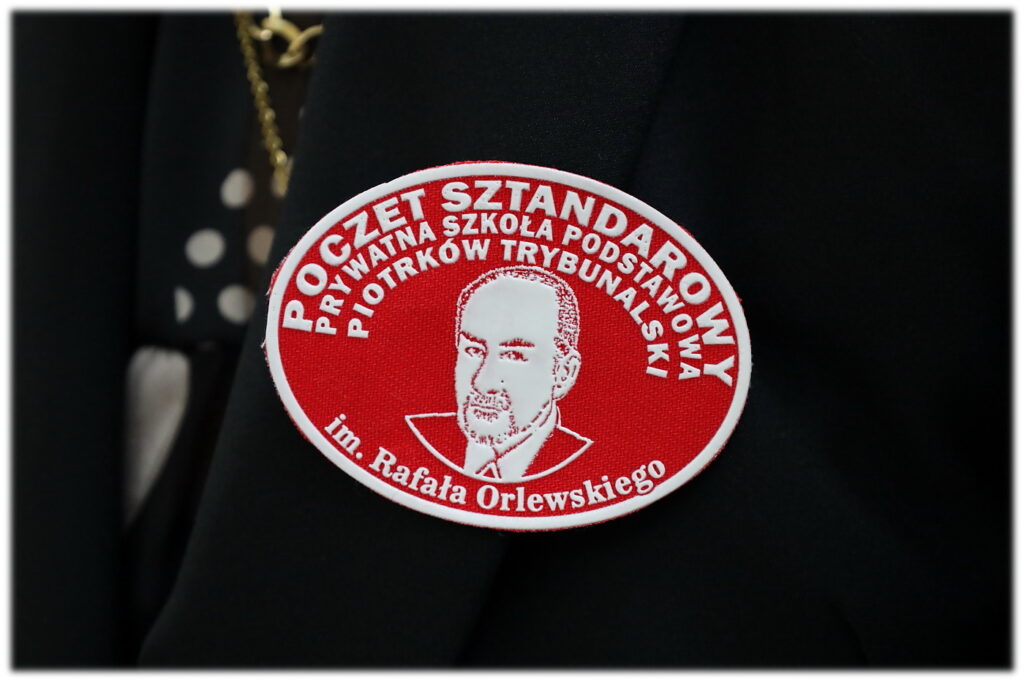 POCZET SZTANDAROWY
PRYWATNA SZKOŁA PODSTAWOWA
PIOTRKÓW TRYBUNALSKI
im. Rafała Orlewskiego